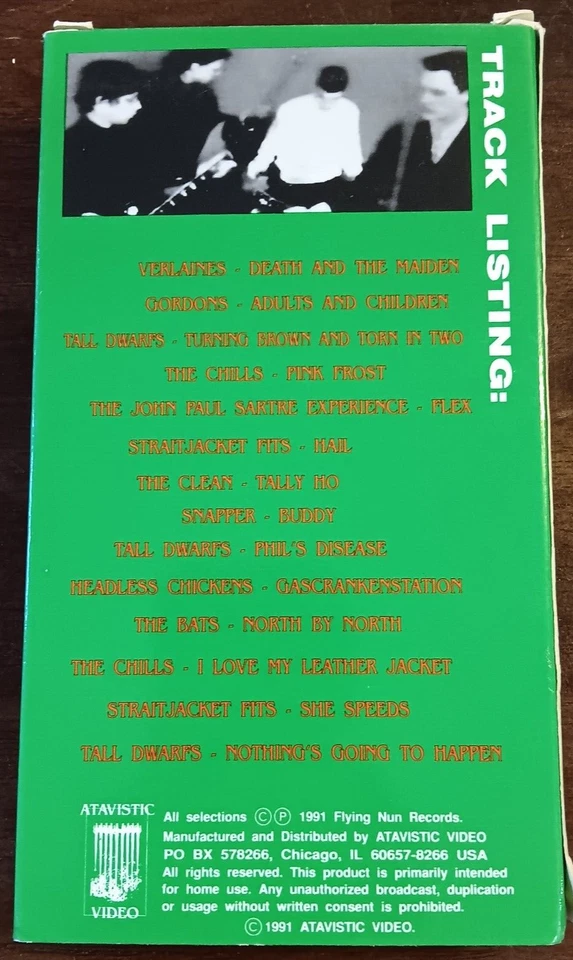 TRACK LISTING:
VERLAINES - DEATH AND THE MAIDEN
GORDONS - ADULTS AND CHILDREN
TALL DWARFS - TURNING BROWN AND TORN IN TWO
THE CHILLS - PINK FROST
THE JOHN PAUL SARTRE EXPERIENCE - FLEX
STRAITJACKET FITS - HAIL
THE CLEAN - TALLY HO
SNAPPER - BUDDY
TALL DWARFS - PHIL'S DISEASE
HEADLESS CHICKENS - GASCRANKENSTATION
THE BATS - NORTH BY NORTH
THE CHILLS - I LOVE MY LEATHER JACKET
STRAITJACKET FITS - SHE SPEEDS
TALL DWARFS - NOTHING'S GOING TO HAPPEN
ATAVISTIC
VIDEO
All selections Ⓒ Ⓟ 1991 Flying Nun Records.
Manufactured and Distributed by ATAVISTIC VIDEO
PO BX 578266, Chicago, IL 60657-8266 USA
All rights reserved. This product is primarily intended
for home use. Any unauthorized broadcast, duplication
or usage without written consent is prohibited.
Ⓒ 1991 ATAVISTIC VIDEO.